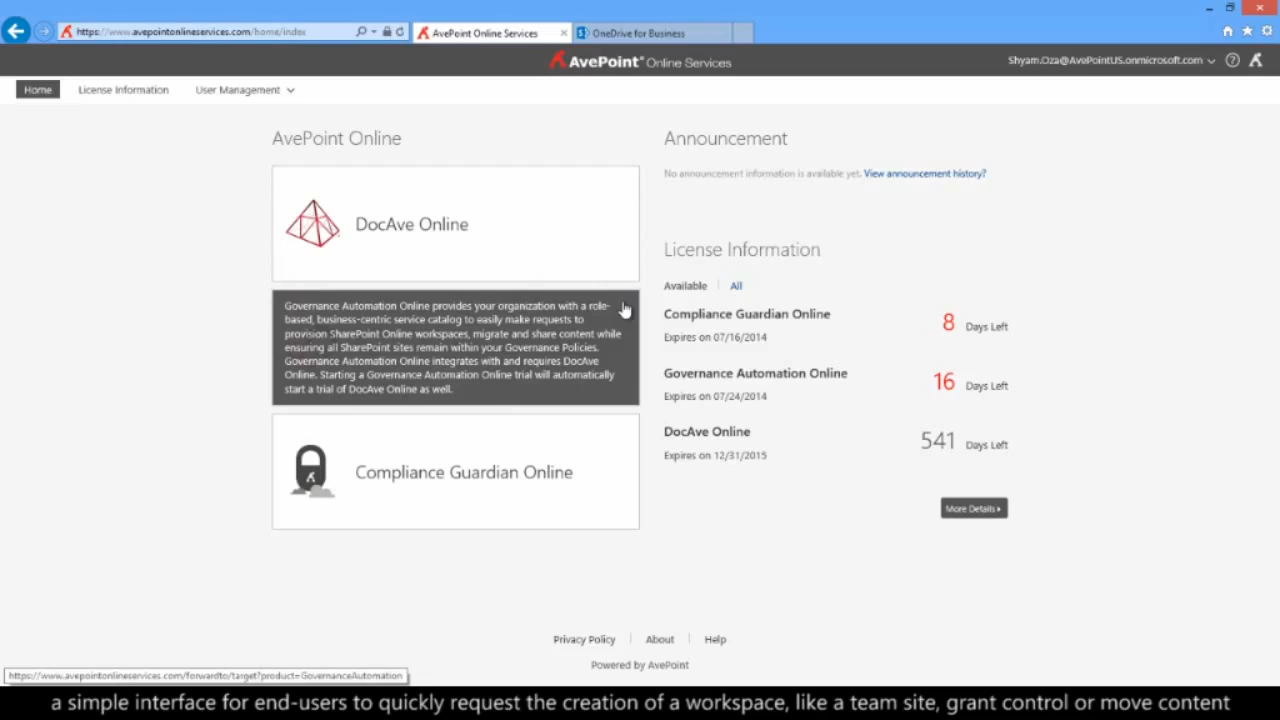 https://www.avepointonlineservices.com/home/index
AvePoint Online Services
OneDrive for Business
AvePoint Online Services
Shyam.Oza@AvePointUS.onmicrosoft.com
Home
License Information
User Management
AvePoint Online
DocAve Online
Governance Automation Online provides your organization with a role-
based, business-centric service catalog to easily make requests to
provision SharePoint Online workspaces, migrate and share content while
ensuring all SharePoint sites remain within your Governance Policies.
Governance Automation Online integrates with and requires DocAve
Online. Starting a Governance Automation Online trial will automatically
start a trial of DocAve Online as well.
Compliance Guardian Online
Announcement
No announcement information is available yet. View announcement history?
License Information
Available | All
Compliance Guardian Online
8 Days Left
Expires on 07/16/2014
Governance Automation Online
16 Days Left
Expires on 07/24/2014
DocAve Online
541 Days Left
Expires on 12/31/2015
More Details
Privacy Policy | About | Help
Powered by AvePoint
https://www.avepointonlineservices.com/forwardto/target?product=GovernanceAutomation
a simple interface for end-users to quickly request the creation of a workspace, like a team site, grant control or move content